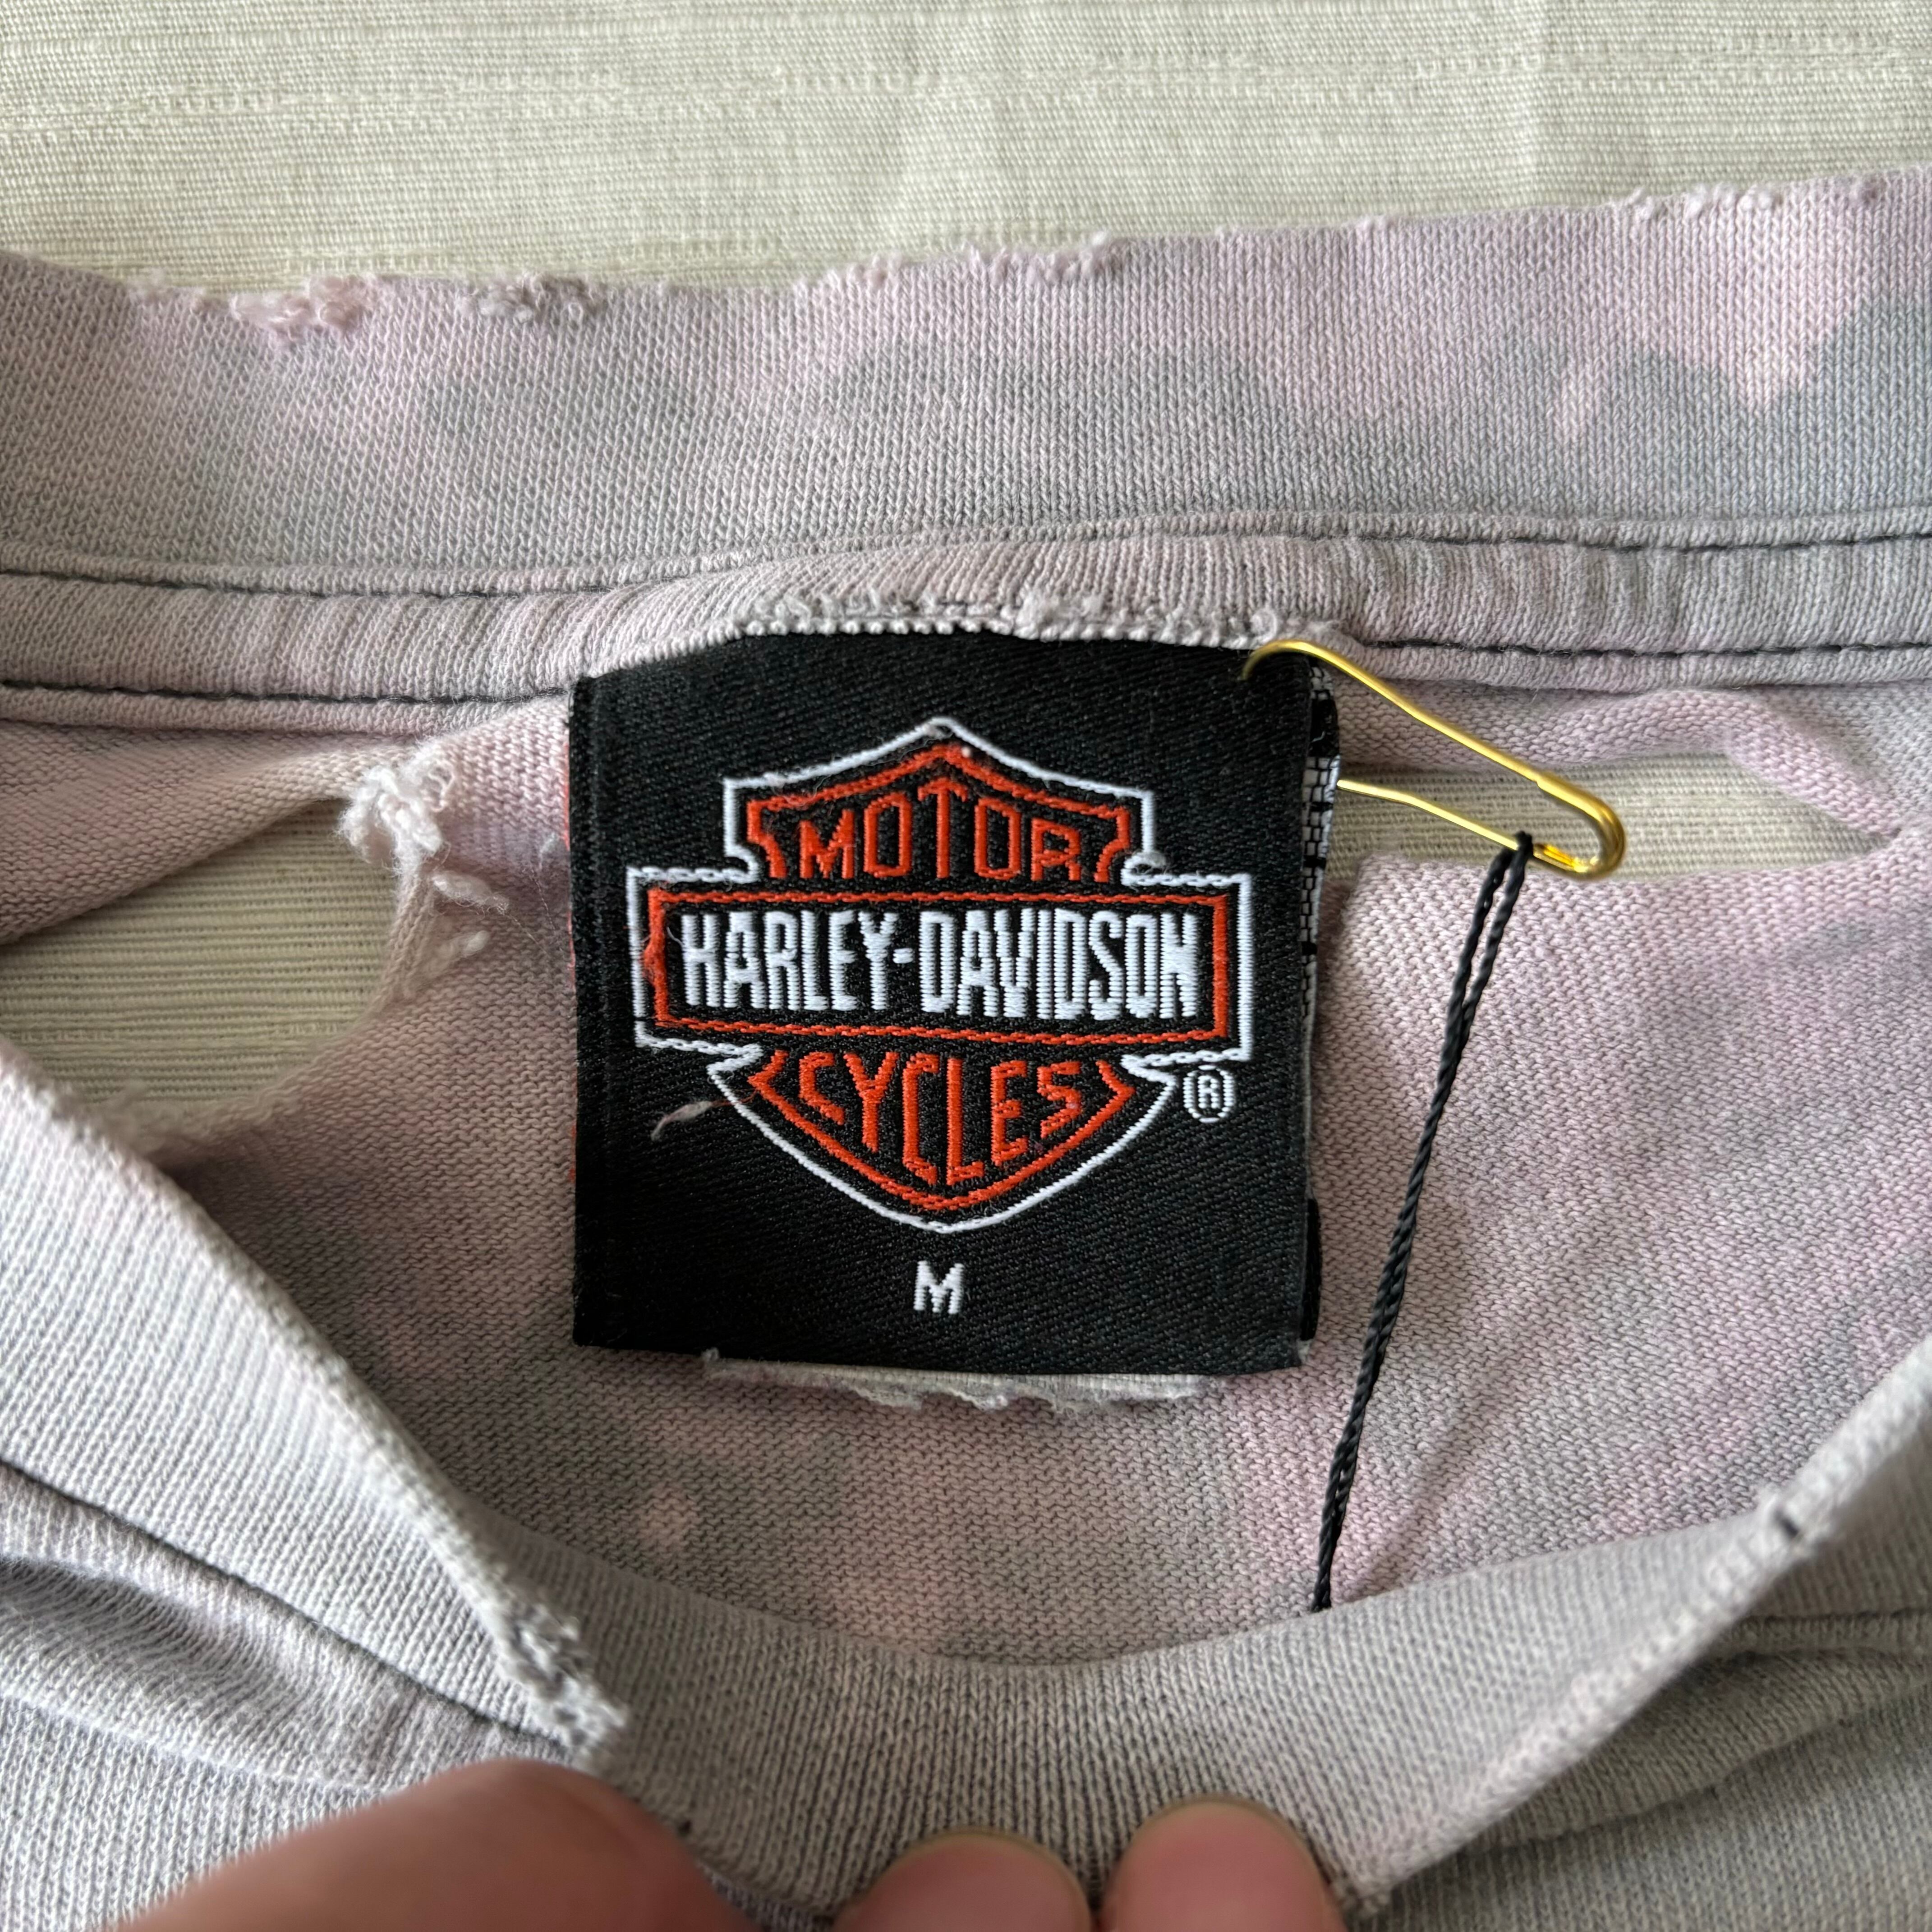 MOTOR
HARLEY-DAVIDSON
CYCLES
®
M